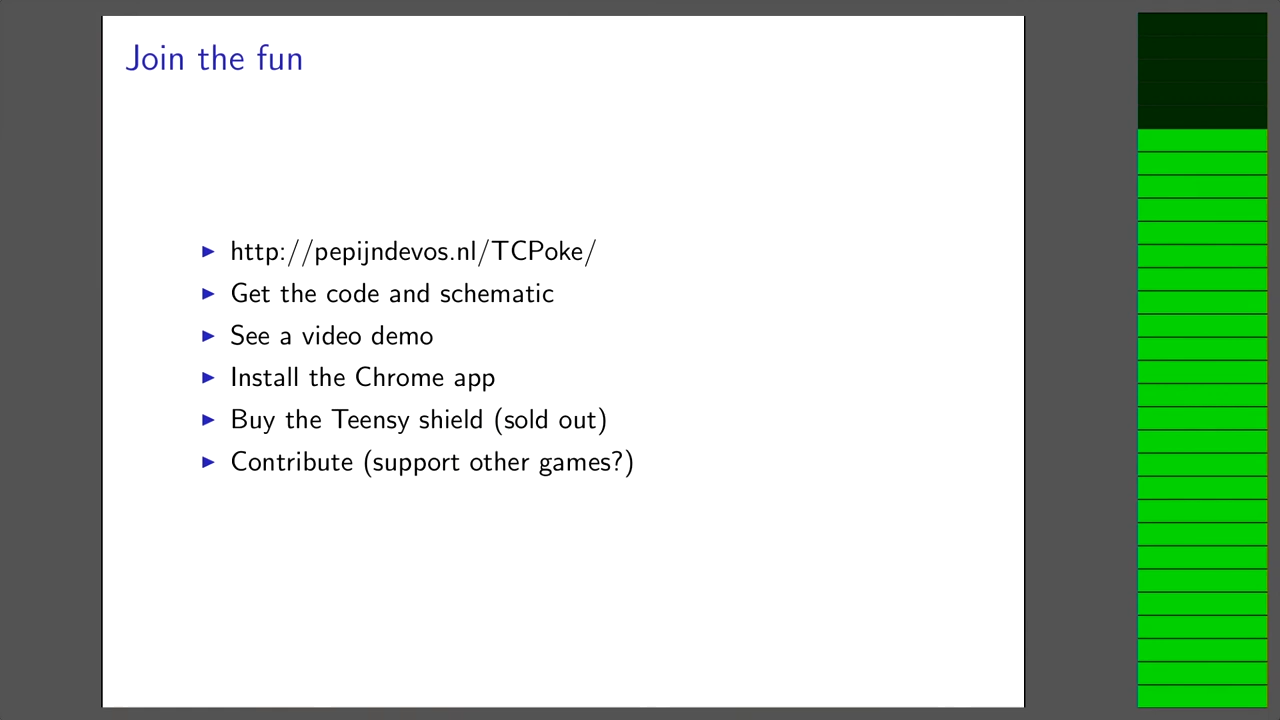 Join the fun
http://pepijndevos.nl/TCPoke/
Get the code and schematic
See a video demo
Install the Chrome app
Buy the Teensy shield (sold out)
Contribute (support other games?)